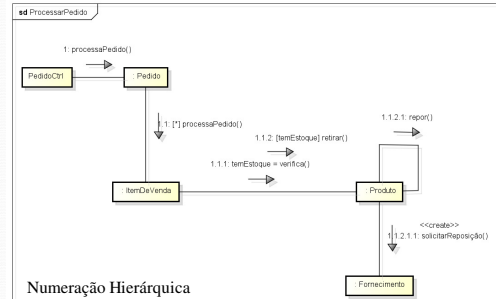 sd ProcessarPedido
1: processaPedido()
PedidoCtrl
: Pedido
1.1: [*] processaPedido()
1.1.2.1: repor()
1.1.2: [temEstoque] retirar()
1.1.1: temEstoque = verifica()
: ItemDeVenda
: Produto
<<create>>
1.1.2.1.1: solicitarReposição()
: Fornecimento
Numeração Hierárquica